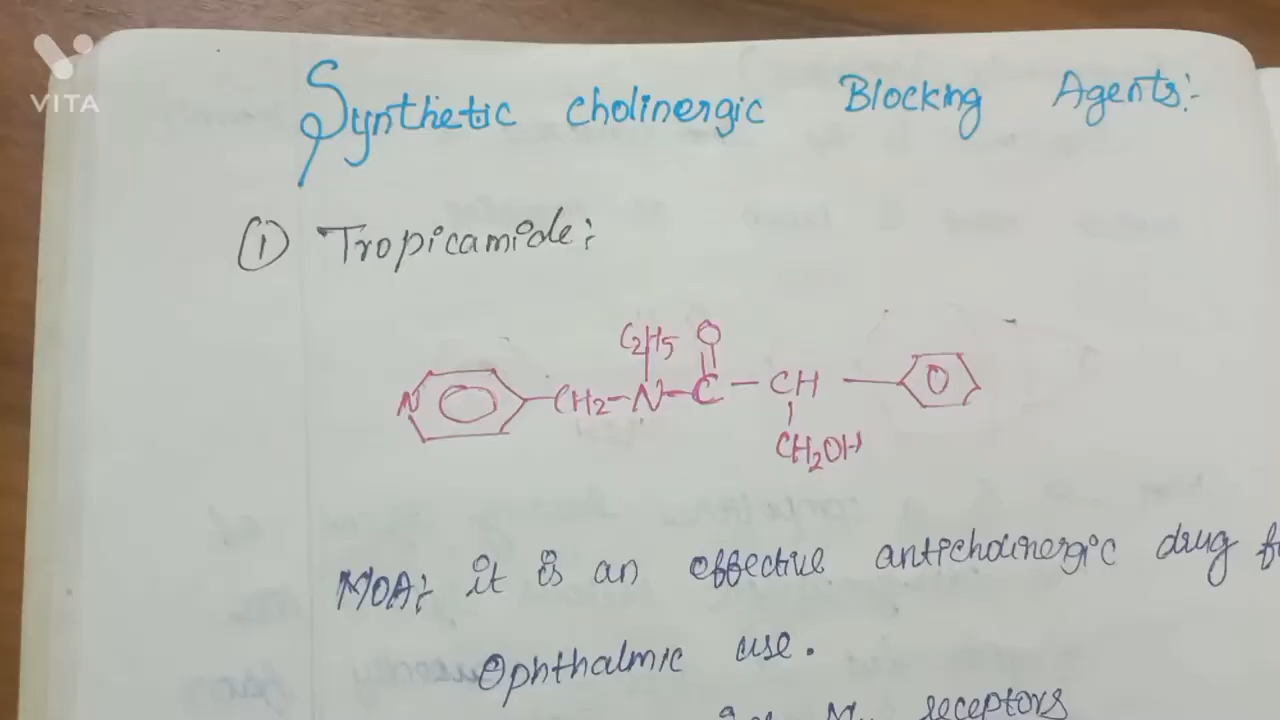 VITA
Synthetic cholinergic Blocking Agents:-
① Tropicamide:
C2H5 O
N CH2-N-C-CH
CH2OH
MOA: it is an effective anticholinergic drug
Ophthalmic use.
receptors